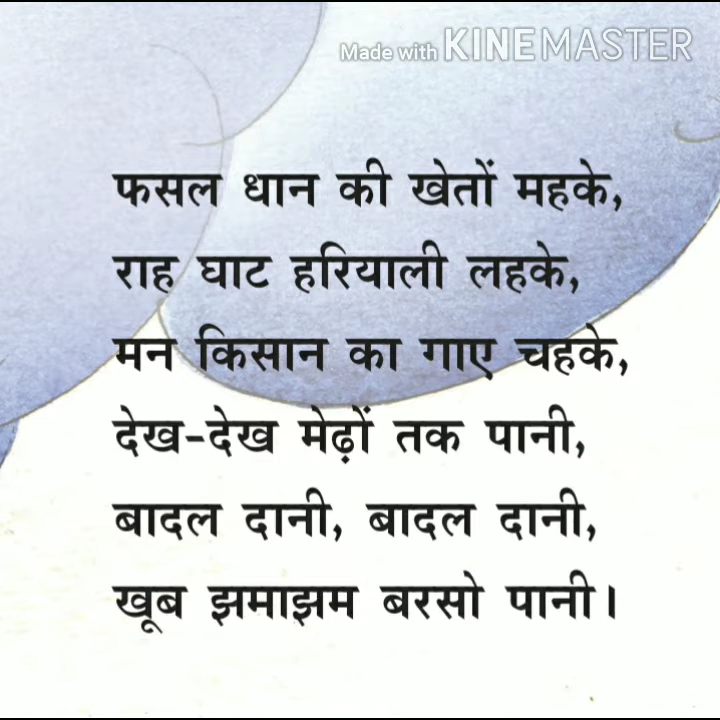 Made with KINEMASTER
फसल धान की खेतों महके,
राह घाट हरियाली लहके,
मन किसान का गाए चहके,
देख-देख मेढ़ों तक पानी,
बादल दानी, बादल दानी,
खूब झमाझम बरसो पानी।